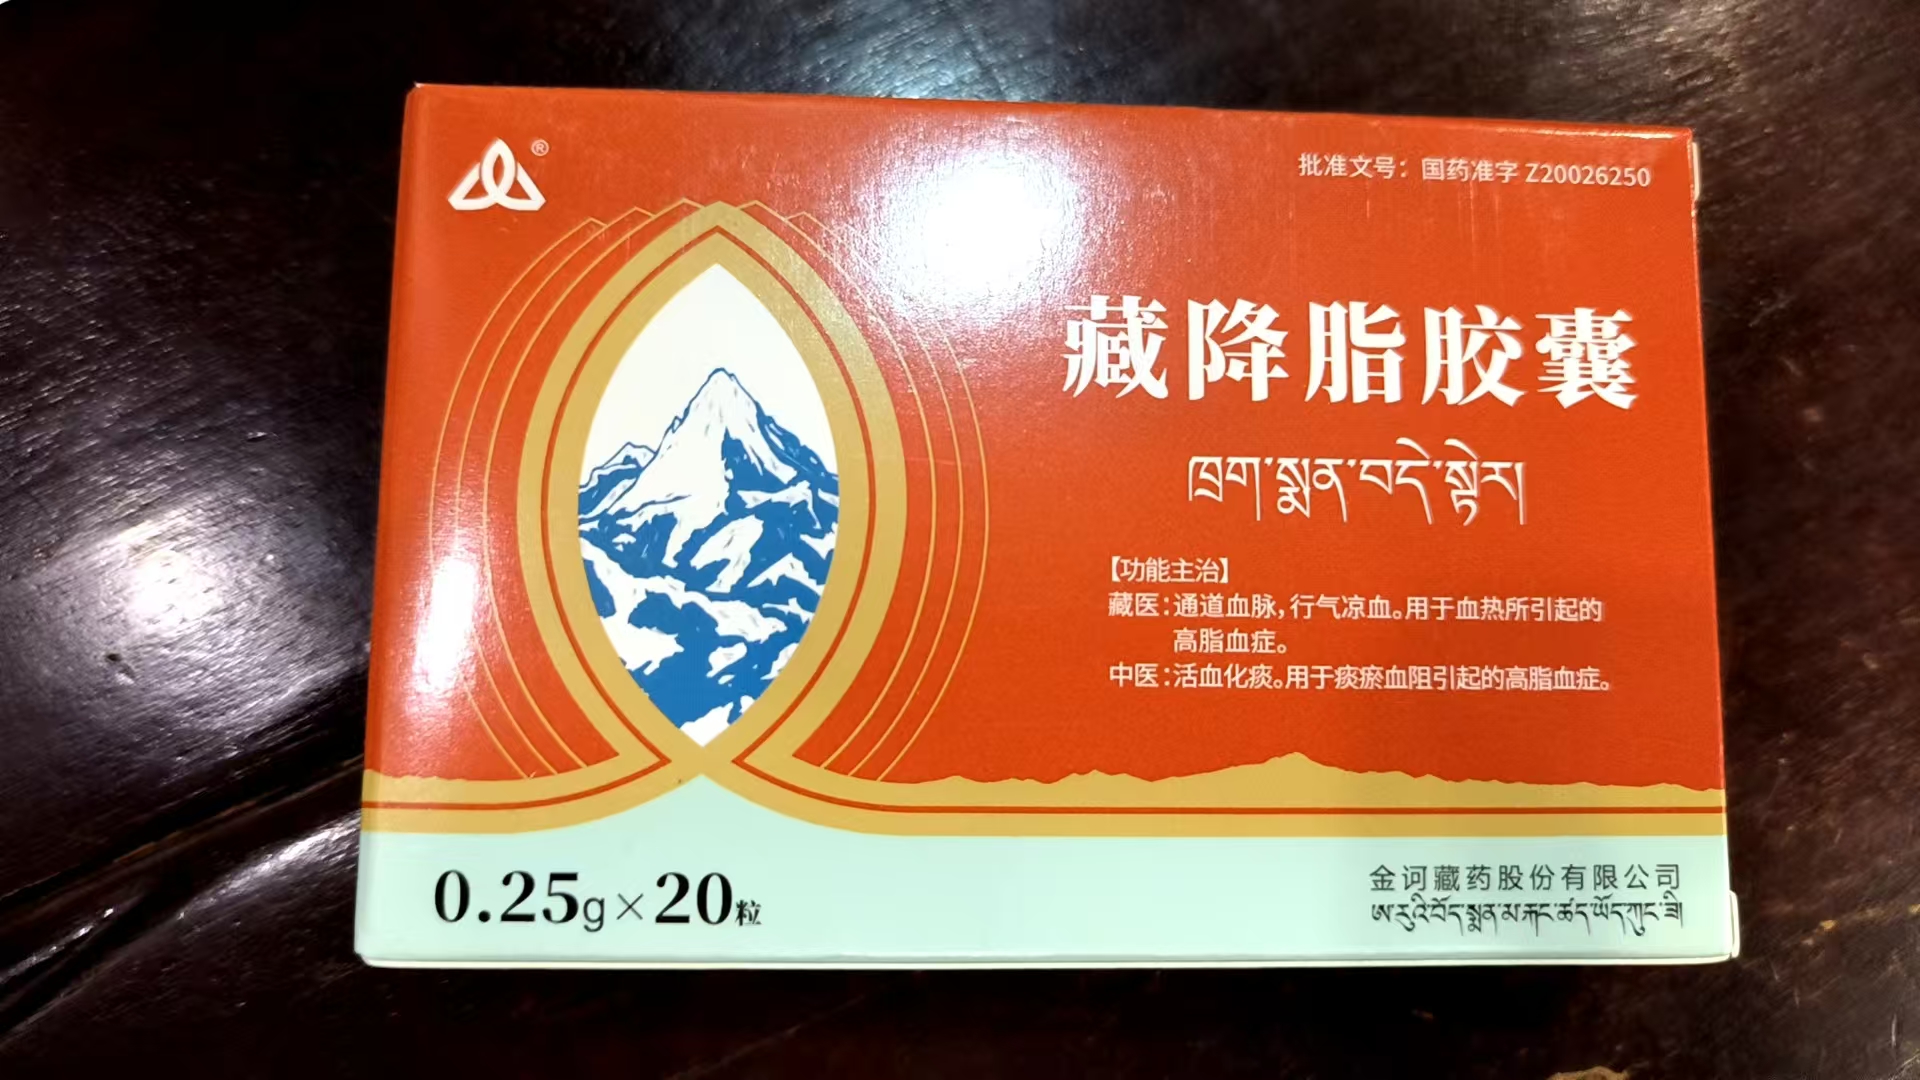 ®
批准文号：国药准字 Z20026250
藏降脂胶囊
ཁྲག་སྨན་བདེ་སྟེར།
【功能主治】
藏医：通道血脉，行气凉血。用于血热所引起的
高脂血症。
中医：活血化痰。用于痰瘀血阻引起的高脂血症。
0.25g×20粒
金诃藏药股份有限公司
ཨ་རུའི་བོད་སྨན་མ་རྐང་ཚད་ཡོད་ཀུང་ཟི།